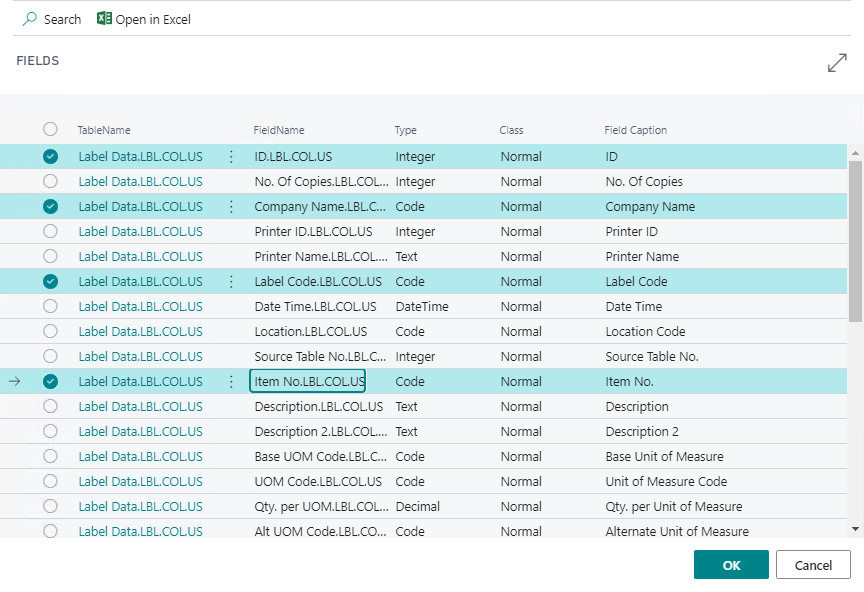 Search Open in Excel
FIELDS
TableName FieldName Type Class Field Caption
Label Data.LBL.COL.US ID.LBL.COL.US Integer Normal ID
Label Data.LBL.COL.US No. Of Copies.LBL.COL... Integer Normal No. Of Copies
Label Data.LBL.COL.US Company Name.LBL.C... Code Normal Company Name
Label Data.LBL.COL.US Printer ID.LBL.COL.US Integer Normal Printer ID
Label Data.LBL.COL.US Printer Name.LBL.COL.... Text Normal Printer Name
Label Data.LBL.COL.US Label Code.LBL.COL.US Code Normal Label Code
Label Data.LBL.COL.US Date Time.LBL.COL.US DateTime Normal Date Time
Label Data.LBL.COL.US Location.LBL.COL.US Code Normal Location Code
Label Data.LBL.COL.US Source Table No.LBL.C... Integer Normal Source Table No.
Label Data.LBL.COL.US Item No.LBL.COL.US Code Normal Item No.
Label Data.LBL.COL.US Description.LBL.COL.US Text Normal Description
Label Data.LBL.COL.US Description 2.LBL.COL.... Text Normal Description 2
Label Data.LBL.COL.US Base UOM Code.LBL.C... Code Normal Base Unit of Measure
Label Data.LBL.COL.US UOM Code.LBL.COL.US Code Normal Unit of Measure Code
Label Data.LBL.COL.US Qty. per UOM.LBL.COL... Decimal Normal Qty. per Unit of Measure
Label Data.LBL.COL.US Alt UOM Code.LBL.CO... Code Normal Alternate Unit of Measure
OK Cancel